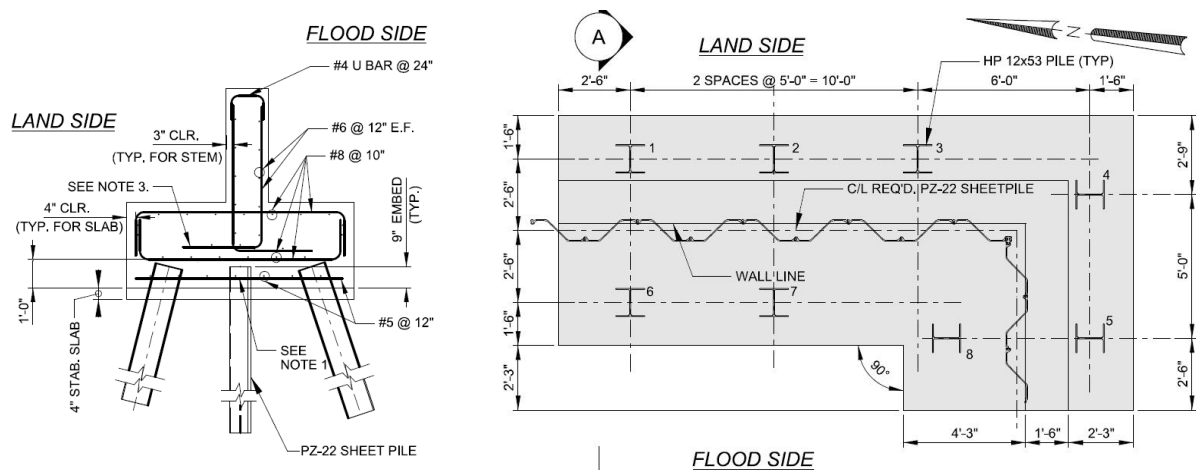 FLOOD SIDE
#4 U BAR @ 24"
LAND SIDE
3" CLR.
(TYP. FOR STEM)
#6 @ 12" E.F.
#8 @ 10"
SEE NOTE 3.
4" CLR.
(TYP. FOR SLAB)
9" EMBED
(TYP.)
1'-0"
4" STAB. SLAB
#5 @ 12"
SEE
NOTE 1
PZ-22 SHEET PILE
A
LAND SIDE
N
HP 12x53 PILE (TYP)
2'-6"
2 SPACES @ 5'-0" = 10'-0"
6'-0"
1'-6"
1'-6"
2'-6"
2'-6"
1'-6"
2'-3"
1
2
3
4
C/L REQ'D, PZ-22 SHEETPILE
WALL LINE
6
7
8
5
90°
2'-9"
5'-0"
2'-6"
4'-3"
1'-6"
2'-3"
FLOOD SIDE